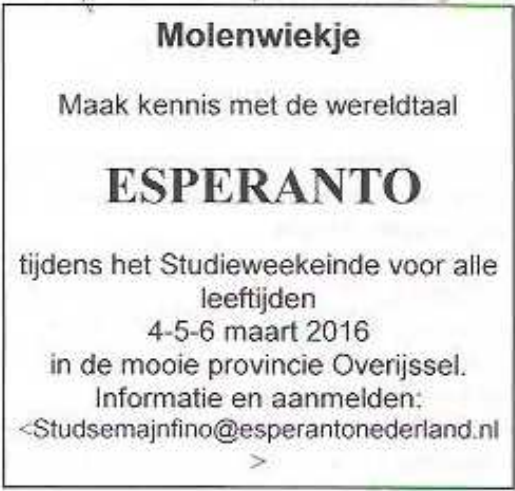 Molenwiekje
Maak kennis met de wereldtaal
ESPERANTO
tijdens het Studieweekeinde voor alle
leeftijden
4-5-6 maart 2016
in de mooie provincie Overijssel.
Informatie en aanmelden:
<Studsemajnfino@esperantonederland.nl
>